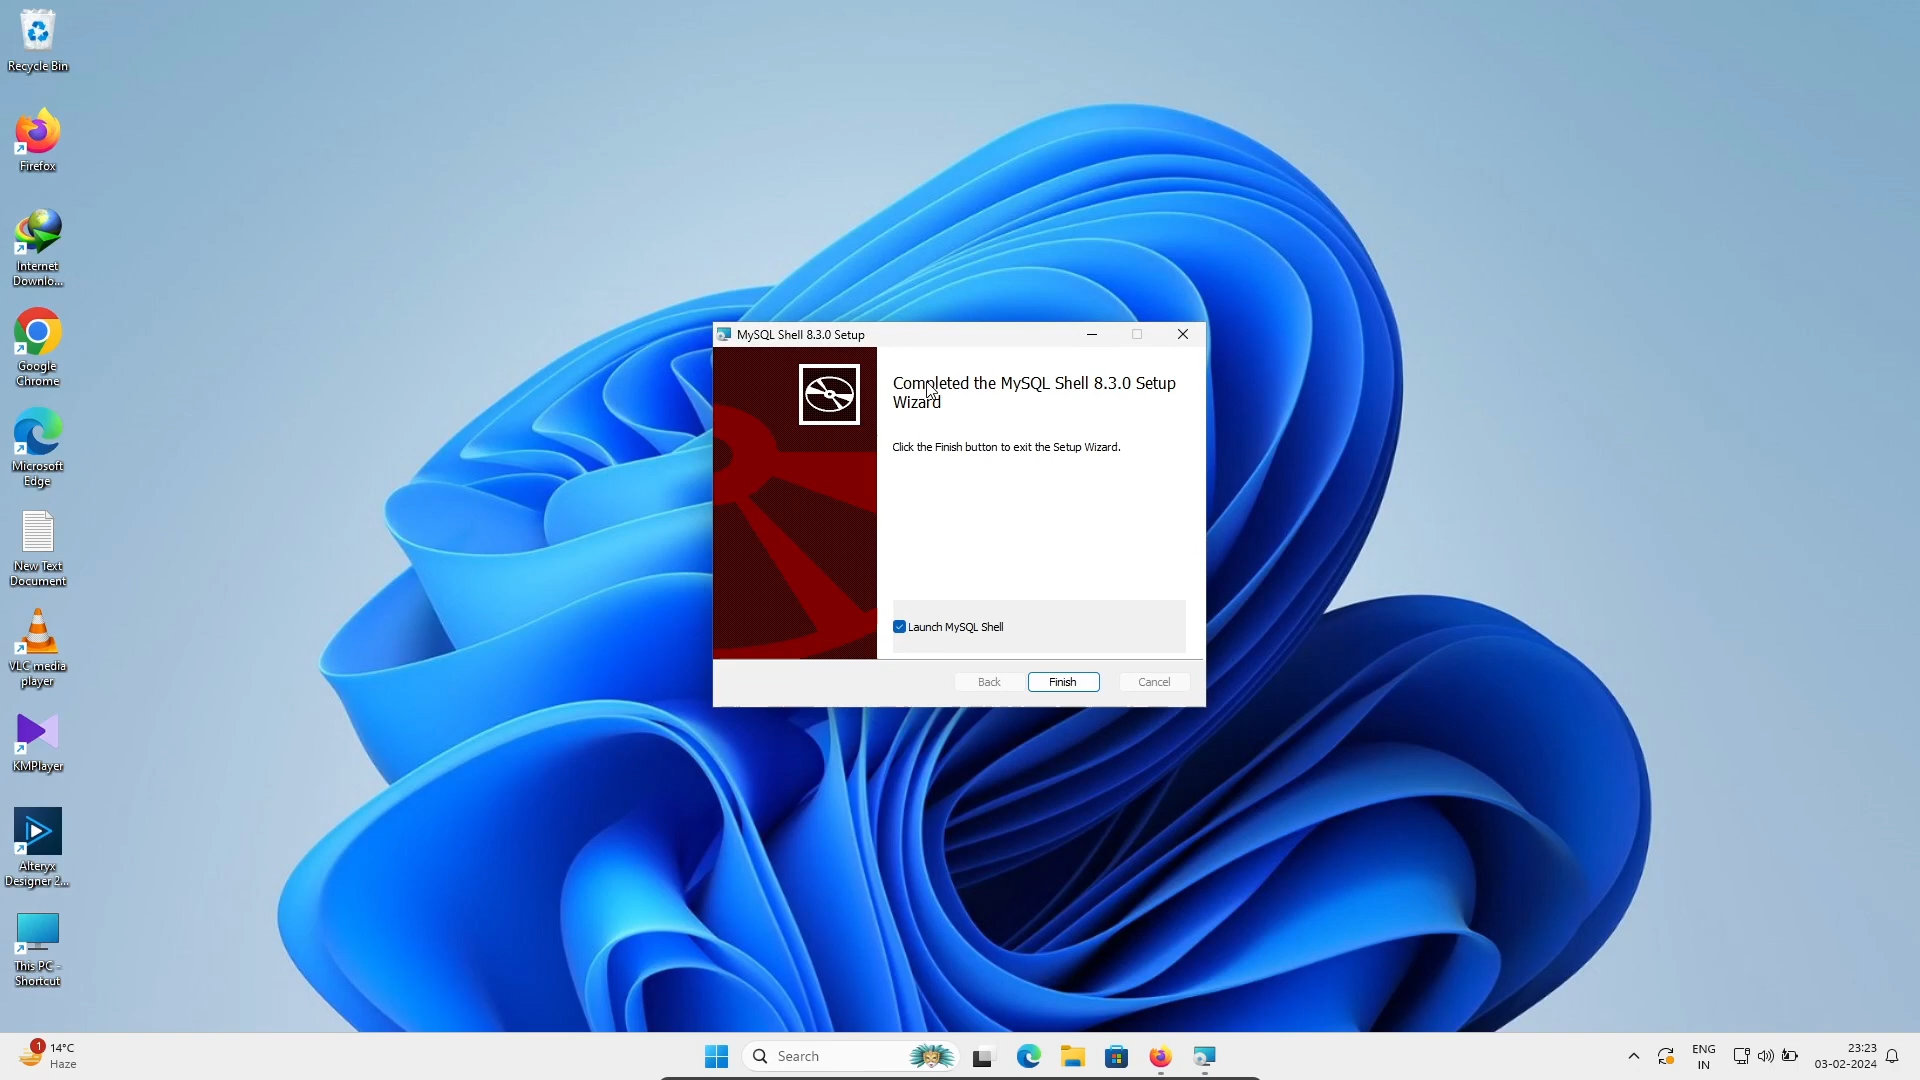 Recycle Bin
Firefox
Internet
Downlo...
Google
Chrome
Microsoft
Edge
New Text
Document
VLC media
player
KMPlayer
Alteryx
Designer 2...
This PC -
Shortcut
MySQL Shell 8.3.0 Setup
Completed the MySQL Shell 8.3.0 Setup
Wizard
Click the Finish button to exit the Setup Wizard.
Launch MySQL Shell
Back
Finish
Cancel
1
14°C
Haze
Search
ENG
IN
23:23
03-02-2024